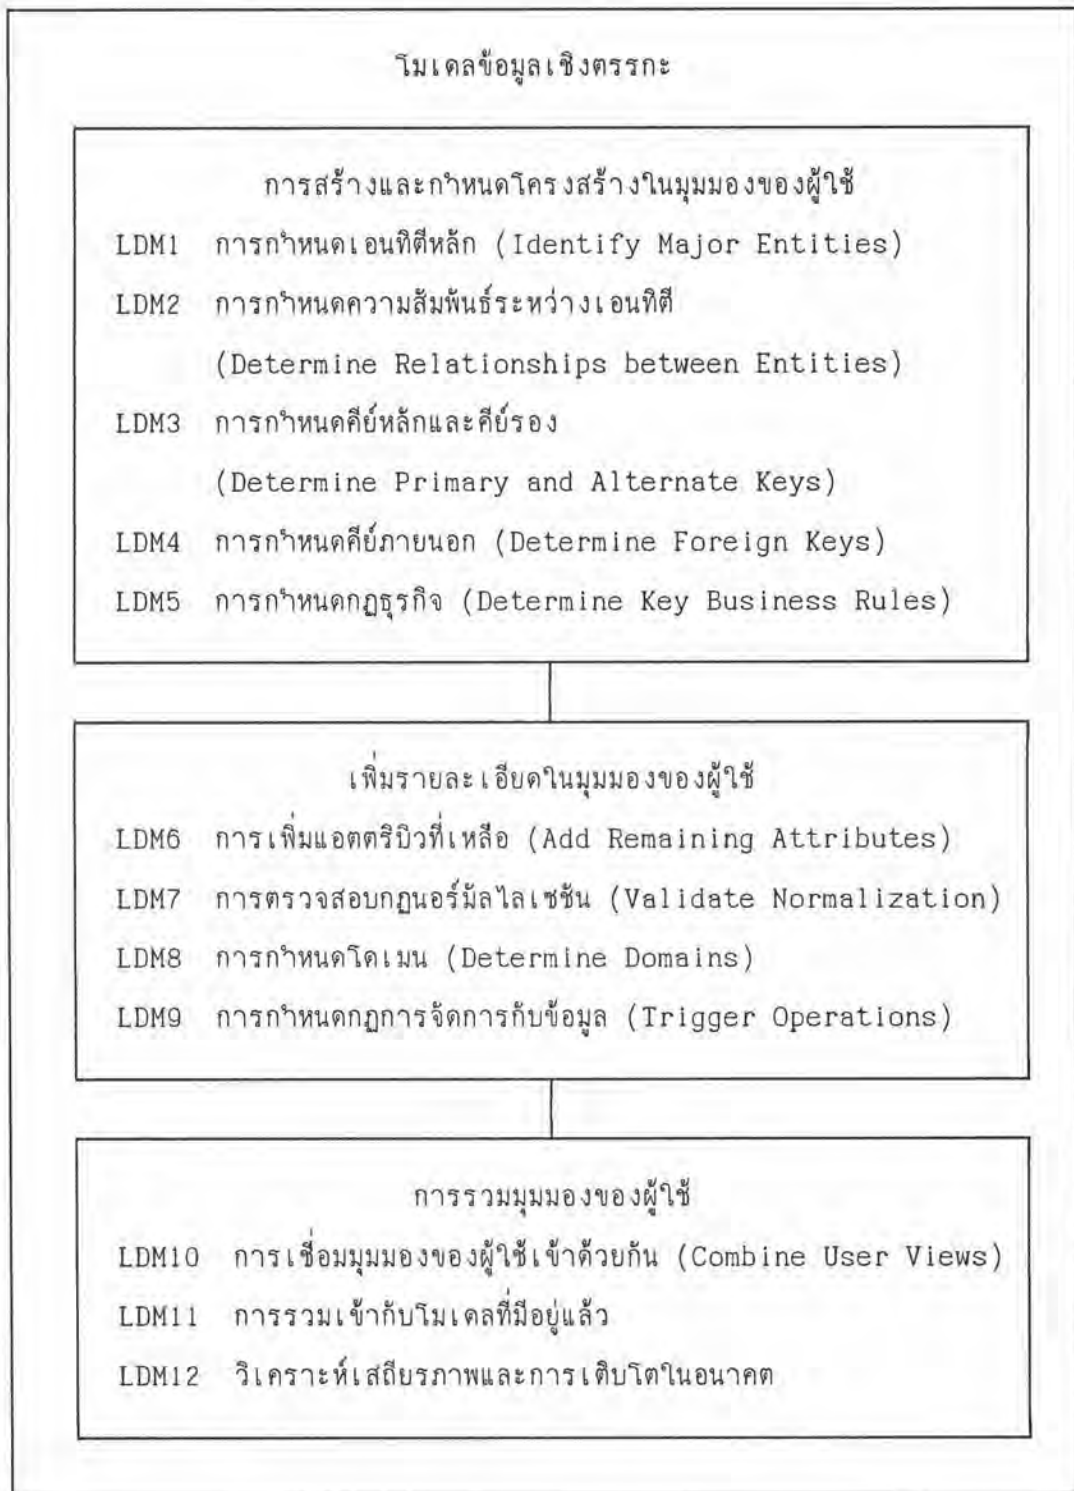 โมเดลข้อมูลเชิงตรรกะ
การสร้างและกำหนดโครงสร้างในมุมมองของผู้ใช้
LDM1 การกำหนดเอนทิตีหลัก (Identify Major Entities)
LDM2 การกำหนดความสัมพันธ์ระหว่างเอนทิตี
(Determine Relationships between Entities)
LDM3 การกำหนดคีย์หลักและคีย์รอง
(Determine Primary and Alternate Keys)
LDM4 การกำหนดคีย์ภายนอก (Determine Foreign Keys)
LDM5 การกำหนดกฏธุรกิจ (Determine Key Business Rules)
เพิ่มรายละเอียดในมุมมองของผู้ใช้
LDM6 การเพิ่มแอตตริบิวที่เหลือ (Add Remaining Attributes)
LDM7 การตรวจสอบกฏนอร์มัลไลเซชัน (Validate Normalization)
LDM8 การกำหนดโดเมน (Determine Domains)
LDM9 การกำหนดกฏการจัดการกับข้อมูล (Trigger Operations)
การรวมมุมมองของผู้ใช้
LDM10 การเชื่อมมุมมองของผู้ใช้เข้าด้วยกัน (Combine User Views)
LDM11 การรวมเข้ากับโมเดลที่มีอยู่แล้ว
LDM12 วิเคราะห์เสถียรภาพและการเติบโตในอนาคต